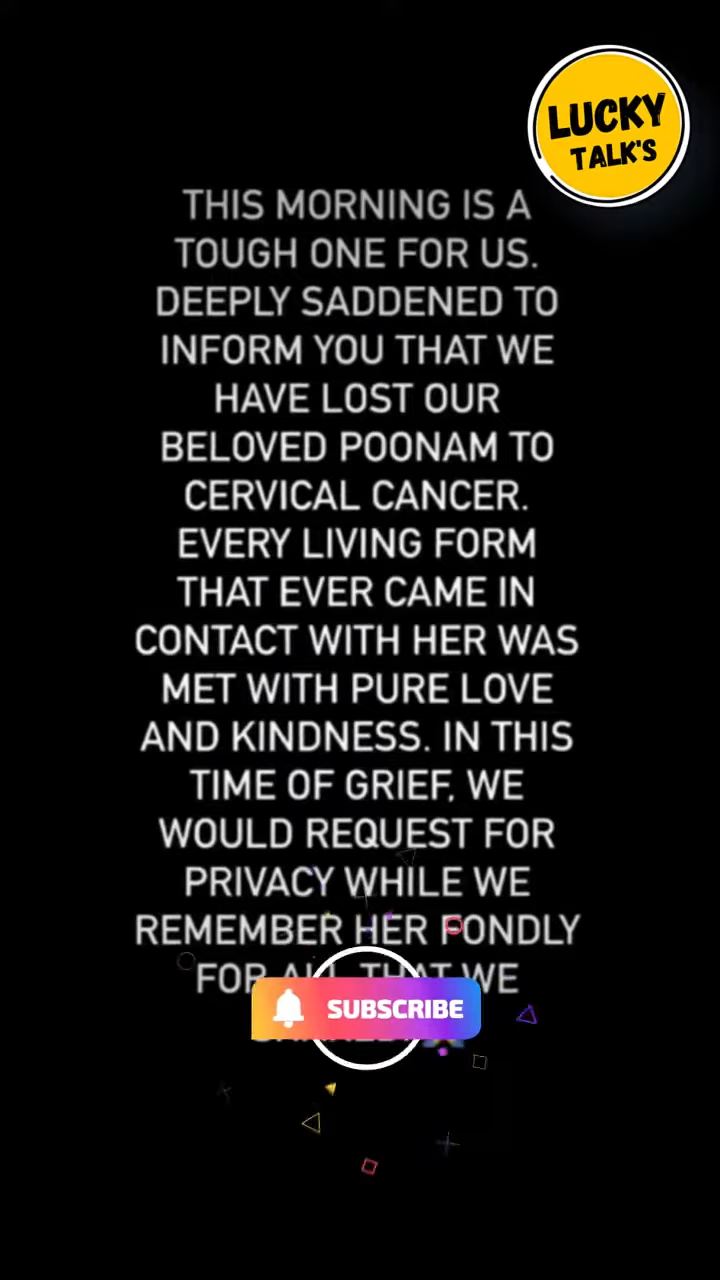 LUCKY
TALK'S
THIS MORNING IS A
TOUGH ONE FOR US.
DEEPLY SADDENED TO
INFORM YOU THAT WE
HAVE LOST OUR
BELOVED POONAM TO
CERVICAL CANCER.
EVERY LIVING FORM
THAT EVER CAME IN
CONTACT WITH HER WAS
MET WITH PURE LOVE
AND KINDNESS. IN THIS
TIME OF GRIEF, WE
WOULD REQUEST FOR
PRIVACY WHILE WE
REMEMBER HER FONDLY
FOR ALL THAT WE
SUBSCRIBE